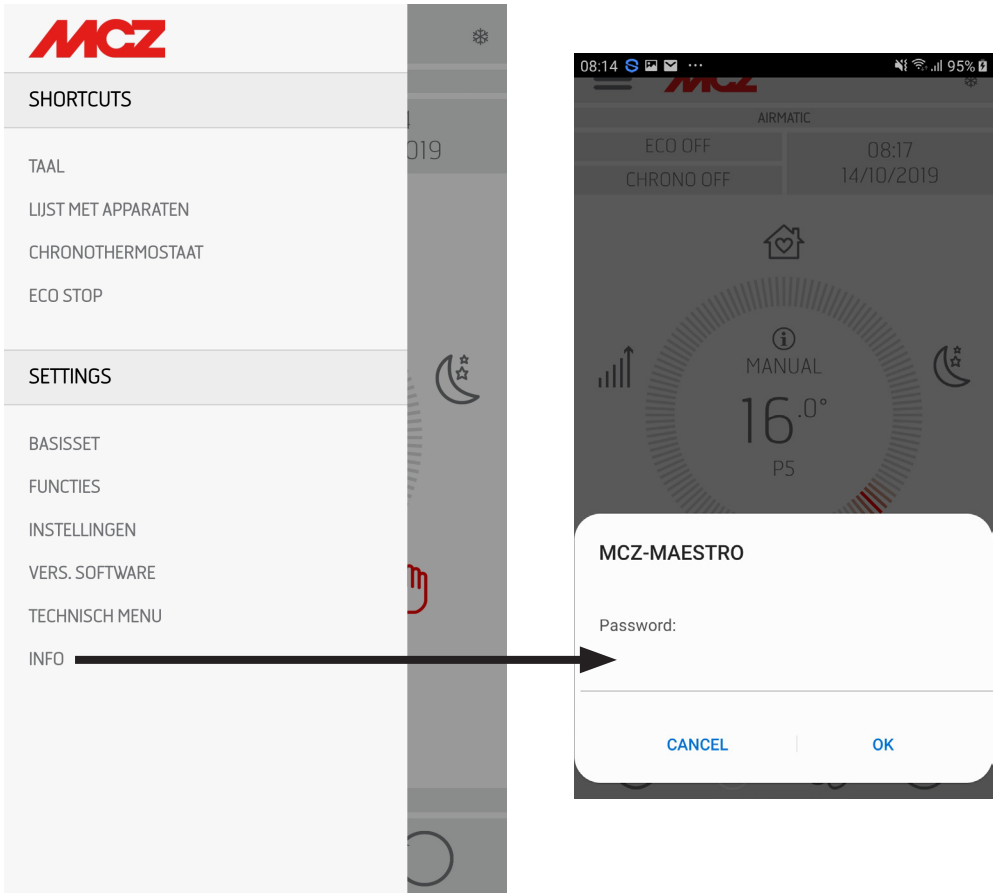 MCZ
SHORTCUTS
TAAL
LIJST MET APPARATEN
CHRONOTHERMOSTAAT
ECO STOP
SETTINGS
BASISSET
FUNCTIES
INSTELLINGEN
VERS. SOFTWARE
TECHNISCH MENU
INFO
019
08:14 ... 95%
MCZ
AIRMATIC
ECO OFF
CHRONO OFF
08:17
14/10/2019
MANUAL
16.0°
P5
MCZ-MAESTRO
Password:
CANCEL OK